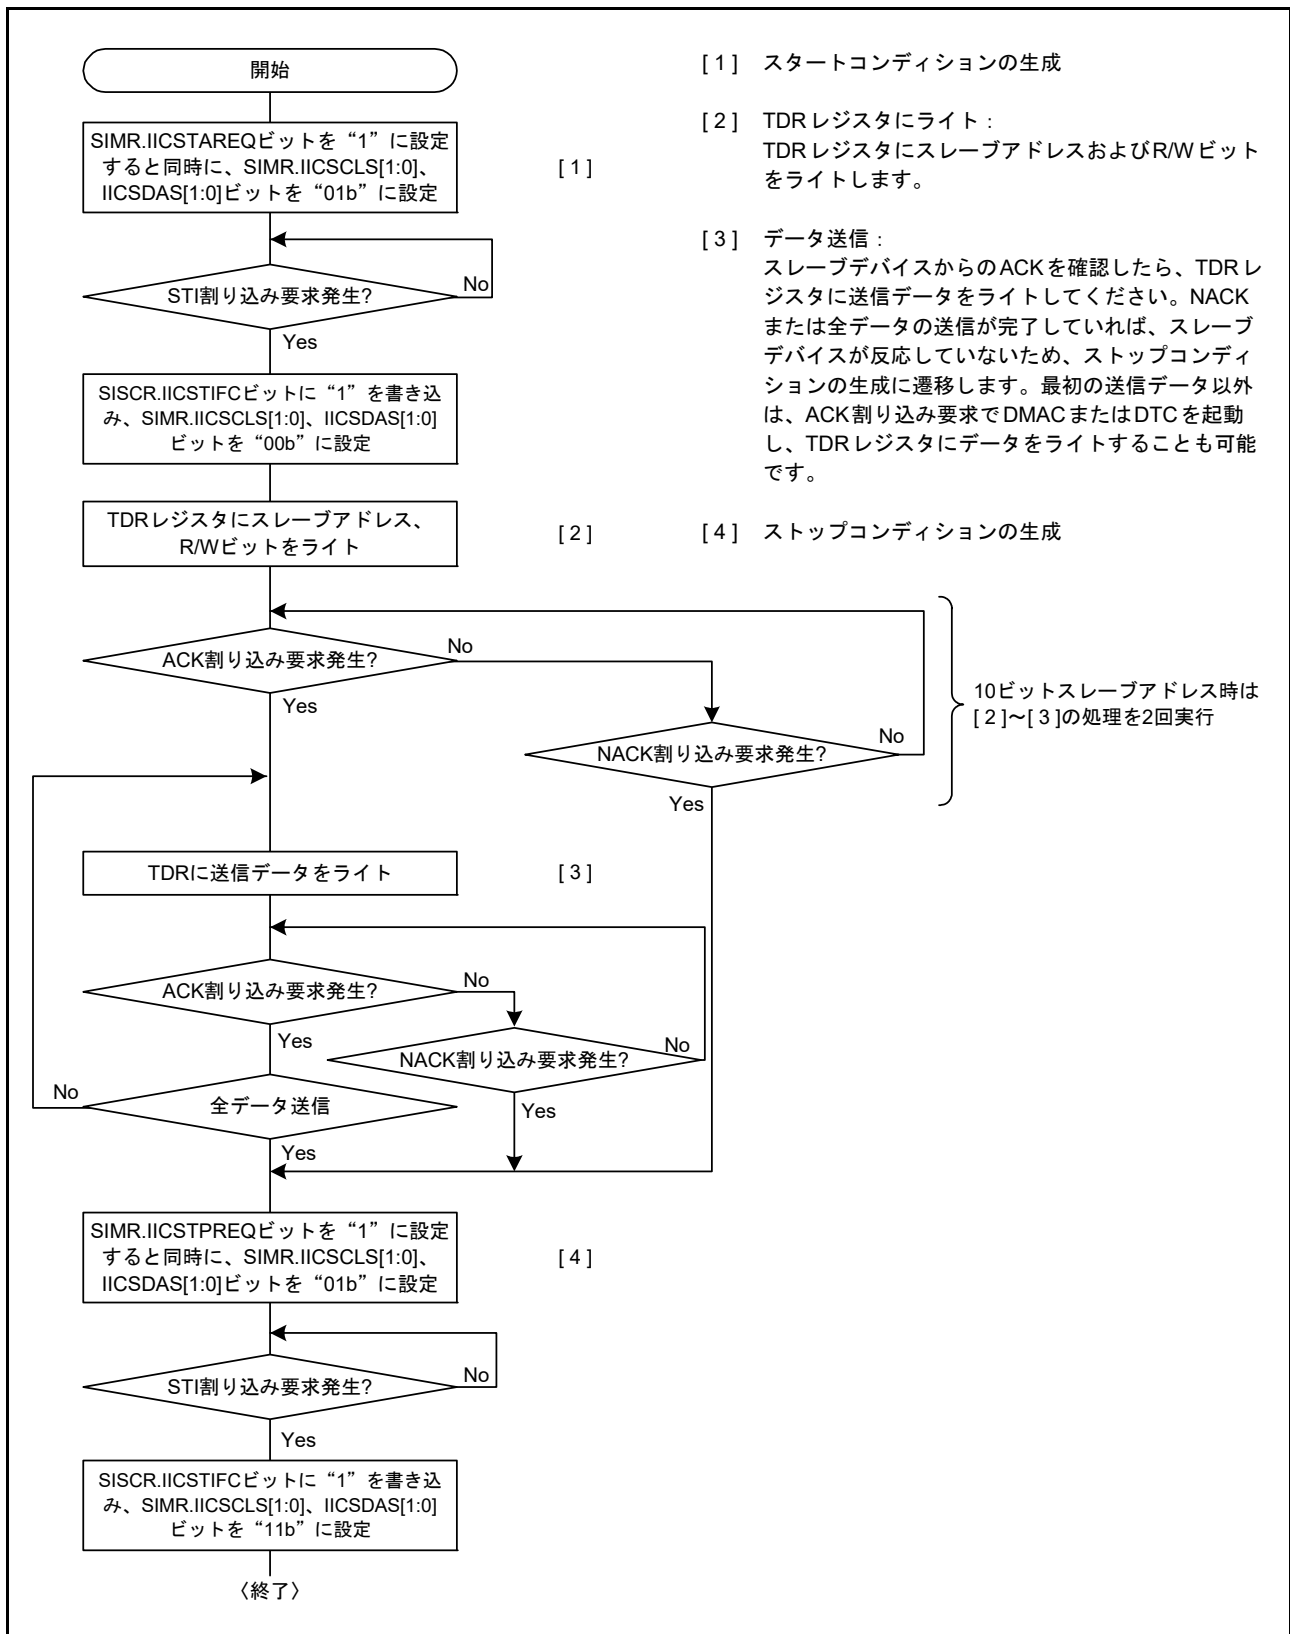 開始
SIMR.IICSTAREQビットを“1”に設定
すると同時に、SIMR.IICSCLS[1:0]、
IICSDAS[1:0]ビットを“01b”に設定
[ 1 ]
STI割り込み要求発生?
No
Yes
SISCR.IICSTIFCビットに“1”を書き込
み、SIMR.IICSCLS[1:0]、IICSDAS[1:0]
ビットを“00b”に設定
TDRレジスタにスレーブアドレス、
R/Wビットをライト
[ 2 ]
ACK割り込み要求発生?
No
Yes
NACK割り込み要求発生?
No
Yes
TDRに送信データをライト
[ 3 ]
ACK割り込み要求発生?
No
Yes
NACK割り込み要求発生?
No
Yes
全データ送信
No
Yes
SIMR.IICSTPREQビットを“1”に設定
すると同時に、SIMR.IICSCLS[1:0]、
IICSDAS[1:0]ビットを“01b”に設定
[ 4 ]
STI割り込み要求発生?
No
Yes
SISCR.IICSTIFCビットに“1”を書き込
み、SIMR.IICSCLS[1:0]、IICSDAS[1:0]
ビットを“11b”に設定
〈終了〉
[ 1 ] スタートコンディションの生成
[ 2 ] TDRレジスタにライト：
TDRレジスタにスレーブアドレスおよびR/Wビット
をライトします。
[ 3 ] データ送信：
スレーブデバイスからのACKを確認したら、TDRレ
ジスタに送信データをライトしてください。NACK
または全データの送信が完了していれば、スレーブ
デバイスが反応していないため、ストップコンディ
ションの生成に遷移します。最初の送信データ以外
は、ACK割り込み要求でDMACまたはDTCを起動
し、TDRレジスタにデータをライトすることも可能
です。
[ 4 ] ストップコンディションの生成
10ビットスレーブアドレス時は
[ 2 ]～[ 3 ]の処理を2回実行